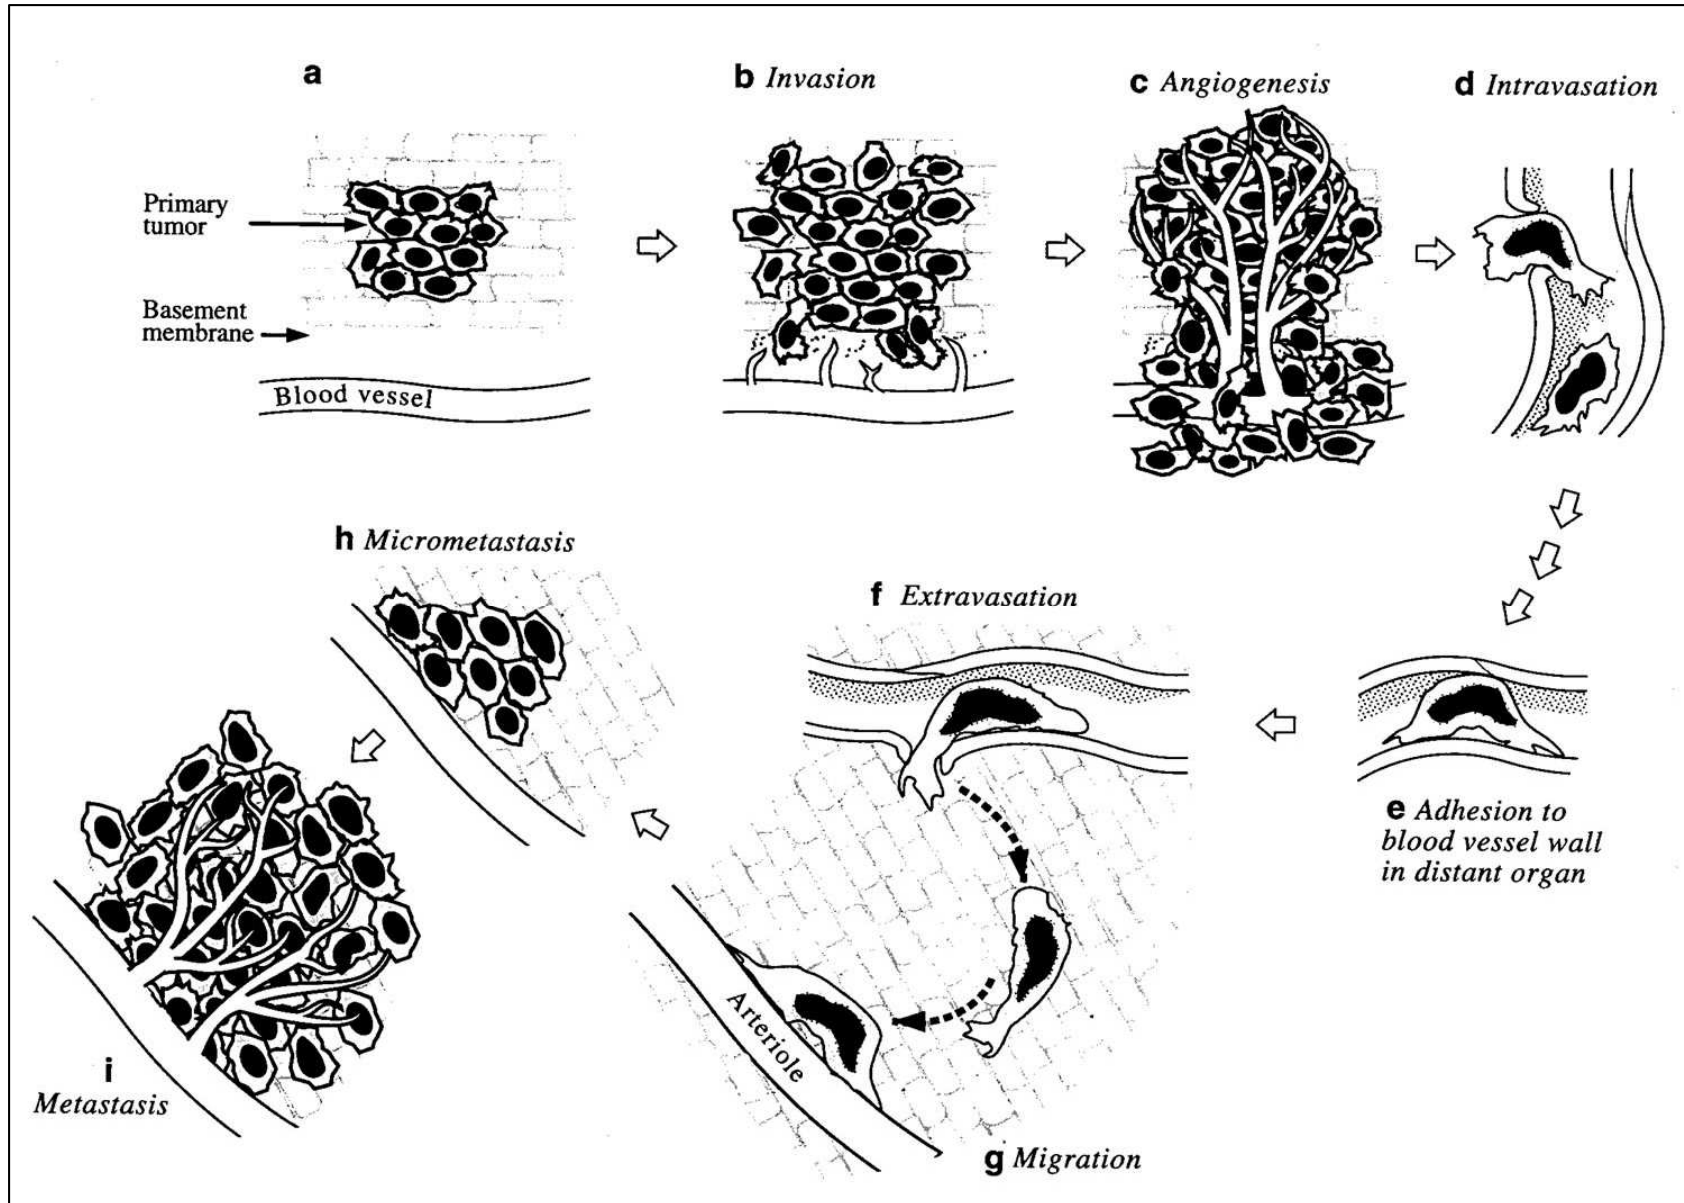 a
b Invasion
c Angiogenesis
d Intravasation
Primary
tumor
Basement
membrane
Blood vessel
h Micrometastasis
f Extravasation
e Adhesion to
blood vessel wall
in distant organ
Arteriole
i
Metastasis
g Migration